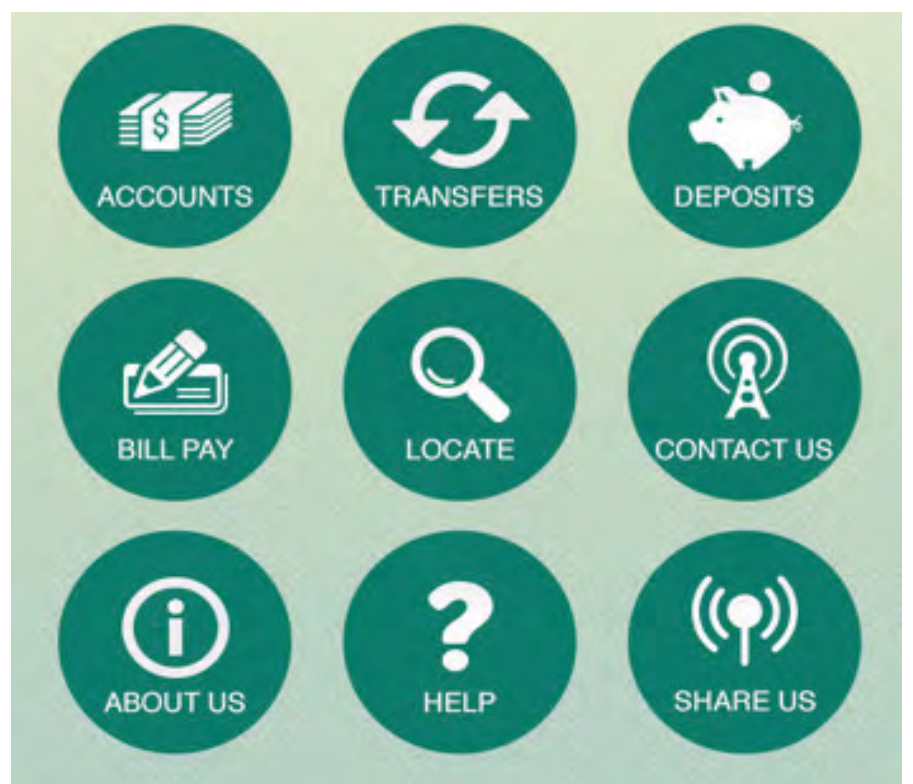 $
ACCOUNTS
TRANSFERS
DEPOSITS
BILL PAY
LOCATE
CONTACT US
ABOUT US
HELP
SHARE US